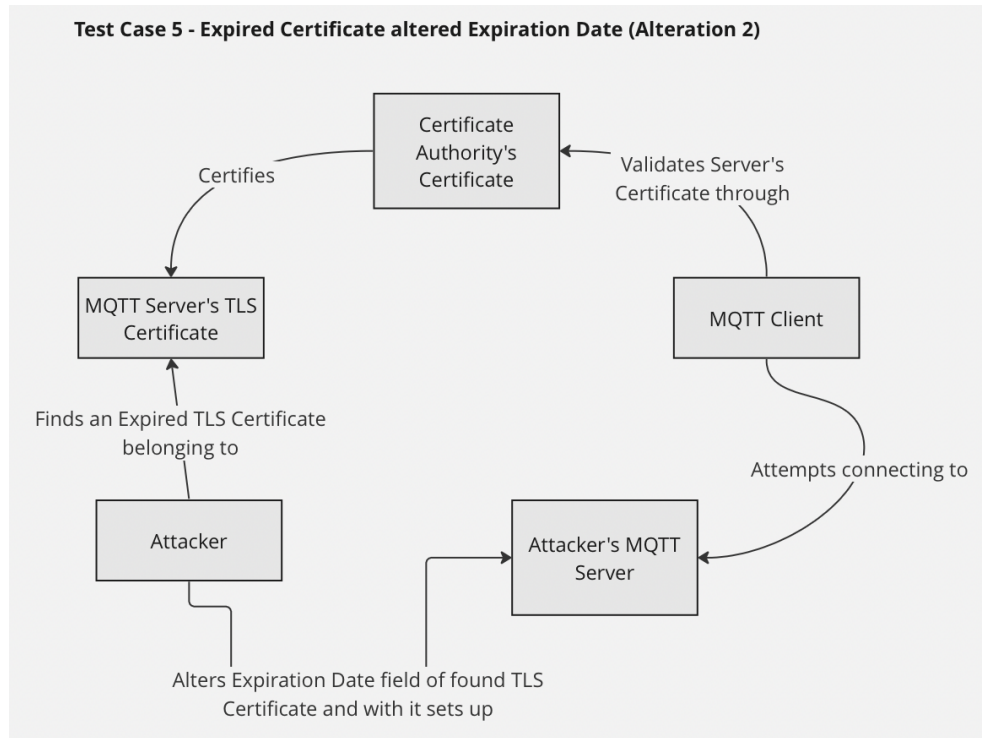 Test Case 5 - Expired Certificate altered Expiration Date (Alteration 2)
Certificate
Authority's
Certificate
Certifies
Validates Server's
Certificate through
MQTT Server's TLS
Certificate
MQTT Client
Finds an Expired TLS Certificate
belonging to
Attempts connecting to
Attacker
Attacker's MQTT
Server
Alters Expiration Date field of found TLS
Certificate and with it sets up